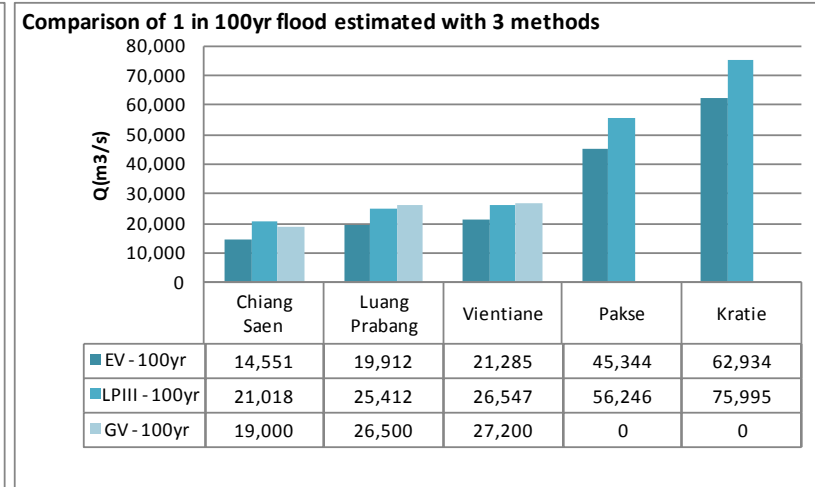 Comparison of 1 in 100yr flood estimated with 3 methods
80,000
70,000
60,000
50,000
40,000
30,000
20,000
10,000
0
Q(m3/s)
Chiang Saen Luang Prabang Vientiane Pakse Kratie
EV - 100yr 14,551 19,912 21,285 45,344 62,934
LPIII - 100yr 21,018 25,412 26,547 56,246 75,995
GV - 100yr 19,000 26,500 27,200 0 0